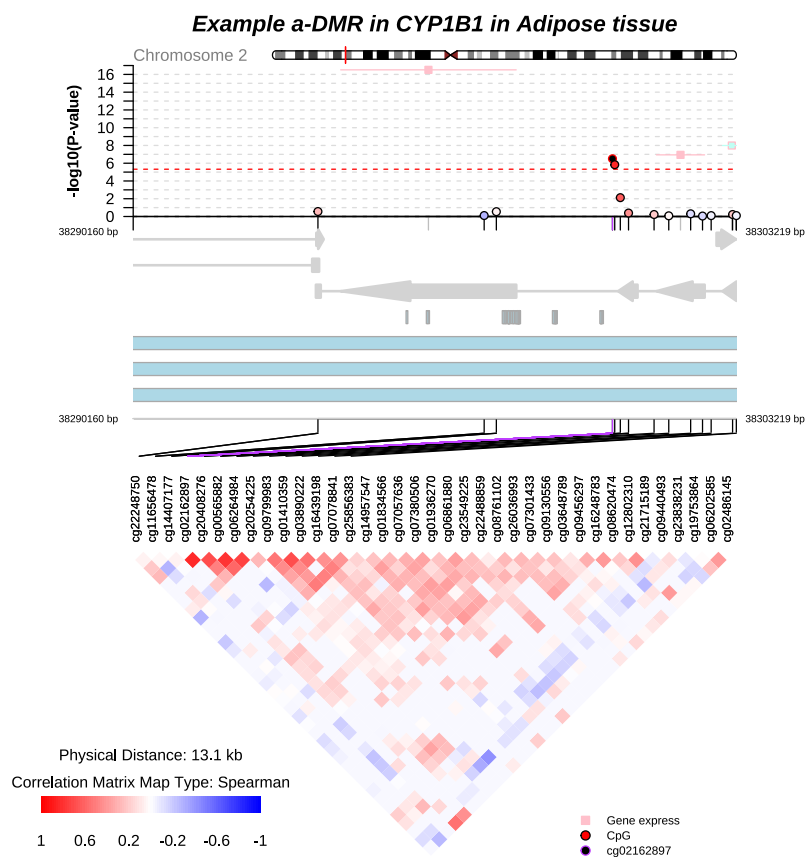 Example a-DMR in CYP1B1 in Adipose tissue
Chromosome 2
-log10(P-value)
16
14
12
10
8
6
4
2
0
38290160 bp
38303219 bp
38290160 bp
38303219 bp
cg22248750
cg11656478
cg14407177
cg02162897
cg20408276
cg00565882
cg06264984
cg20254225
cg09799983
cg01410359
cg03890222
cg16439198
cg07078841
cg25856383
cg14957547
cg01834566
cg07057636
cg07380506
cg01936270
cg06861880
cg23549225
cg22488859
cg08761102
cg26036993
cg07301433
cg09130556
cg03648789
cg09456297
cg16248783
cg08620474
cg12802310
cg21715189
cg09440493
cg23838231
cg19753864
cg06202585
cg02486145
Physical Distance: 13.1 kb
Correlation Matrix Map Type: Spearman
1 0.6 0.2 -0.2 -0.6 -1
Gene express
CpG
cg02162897